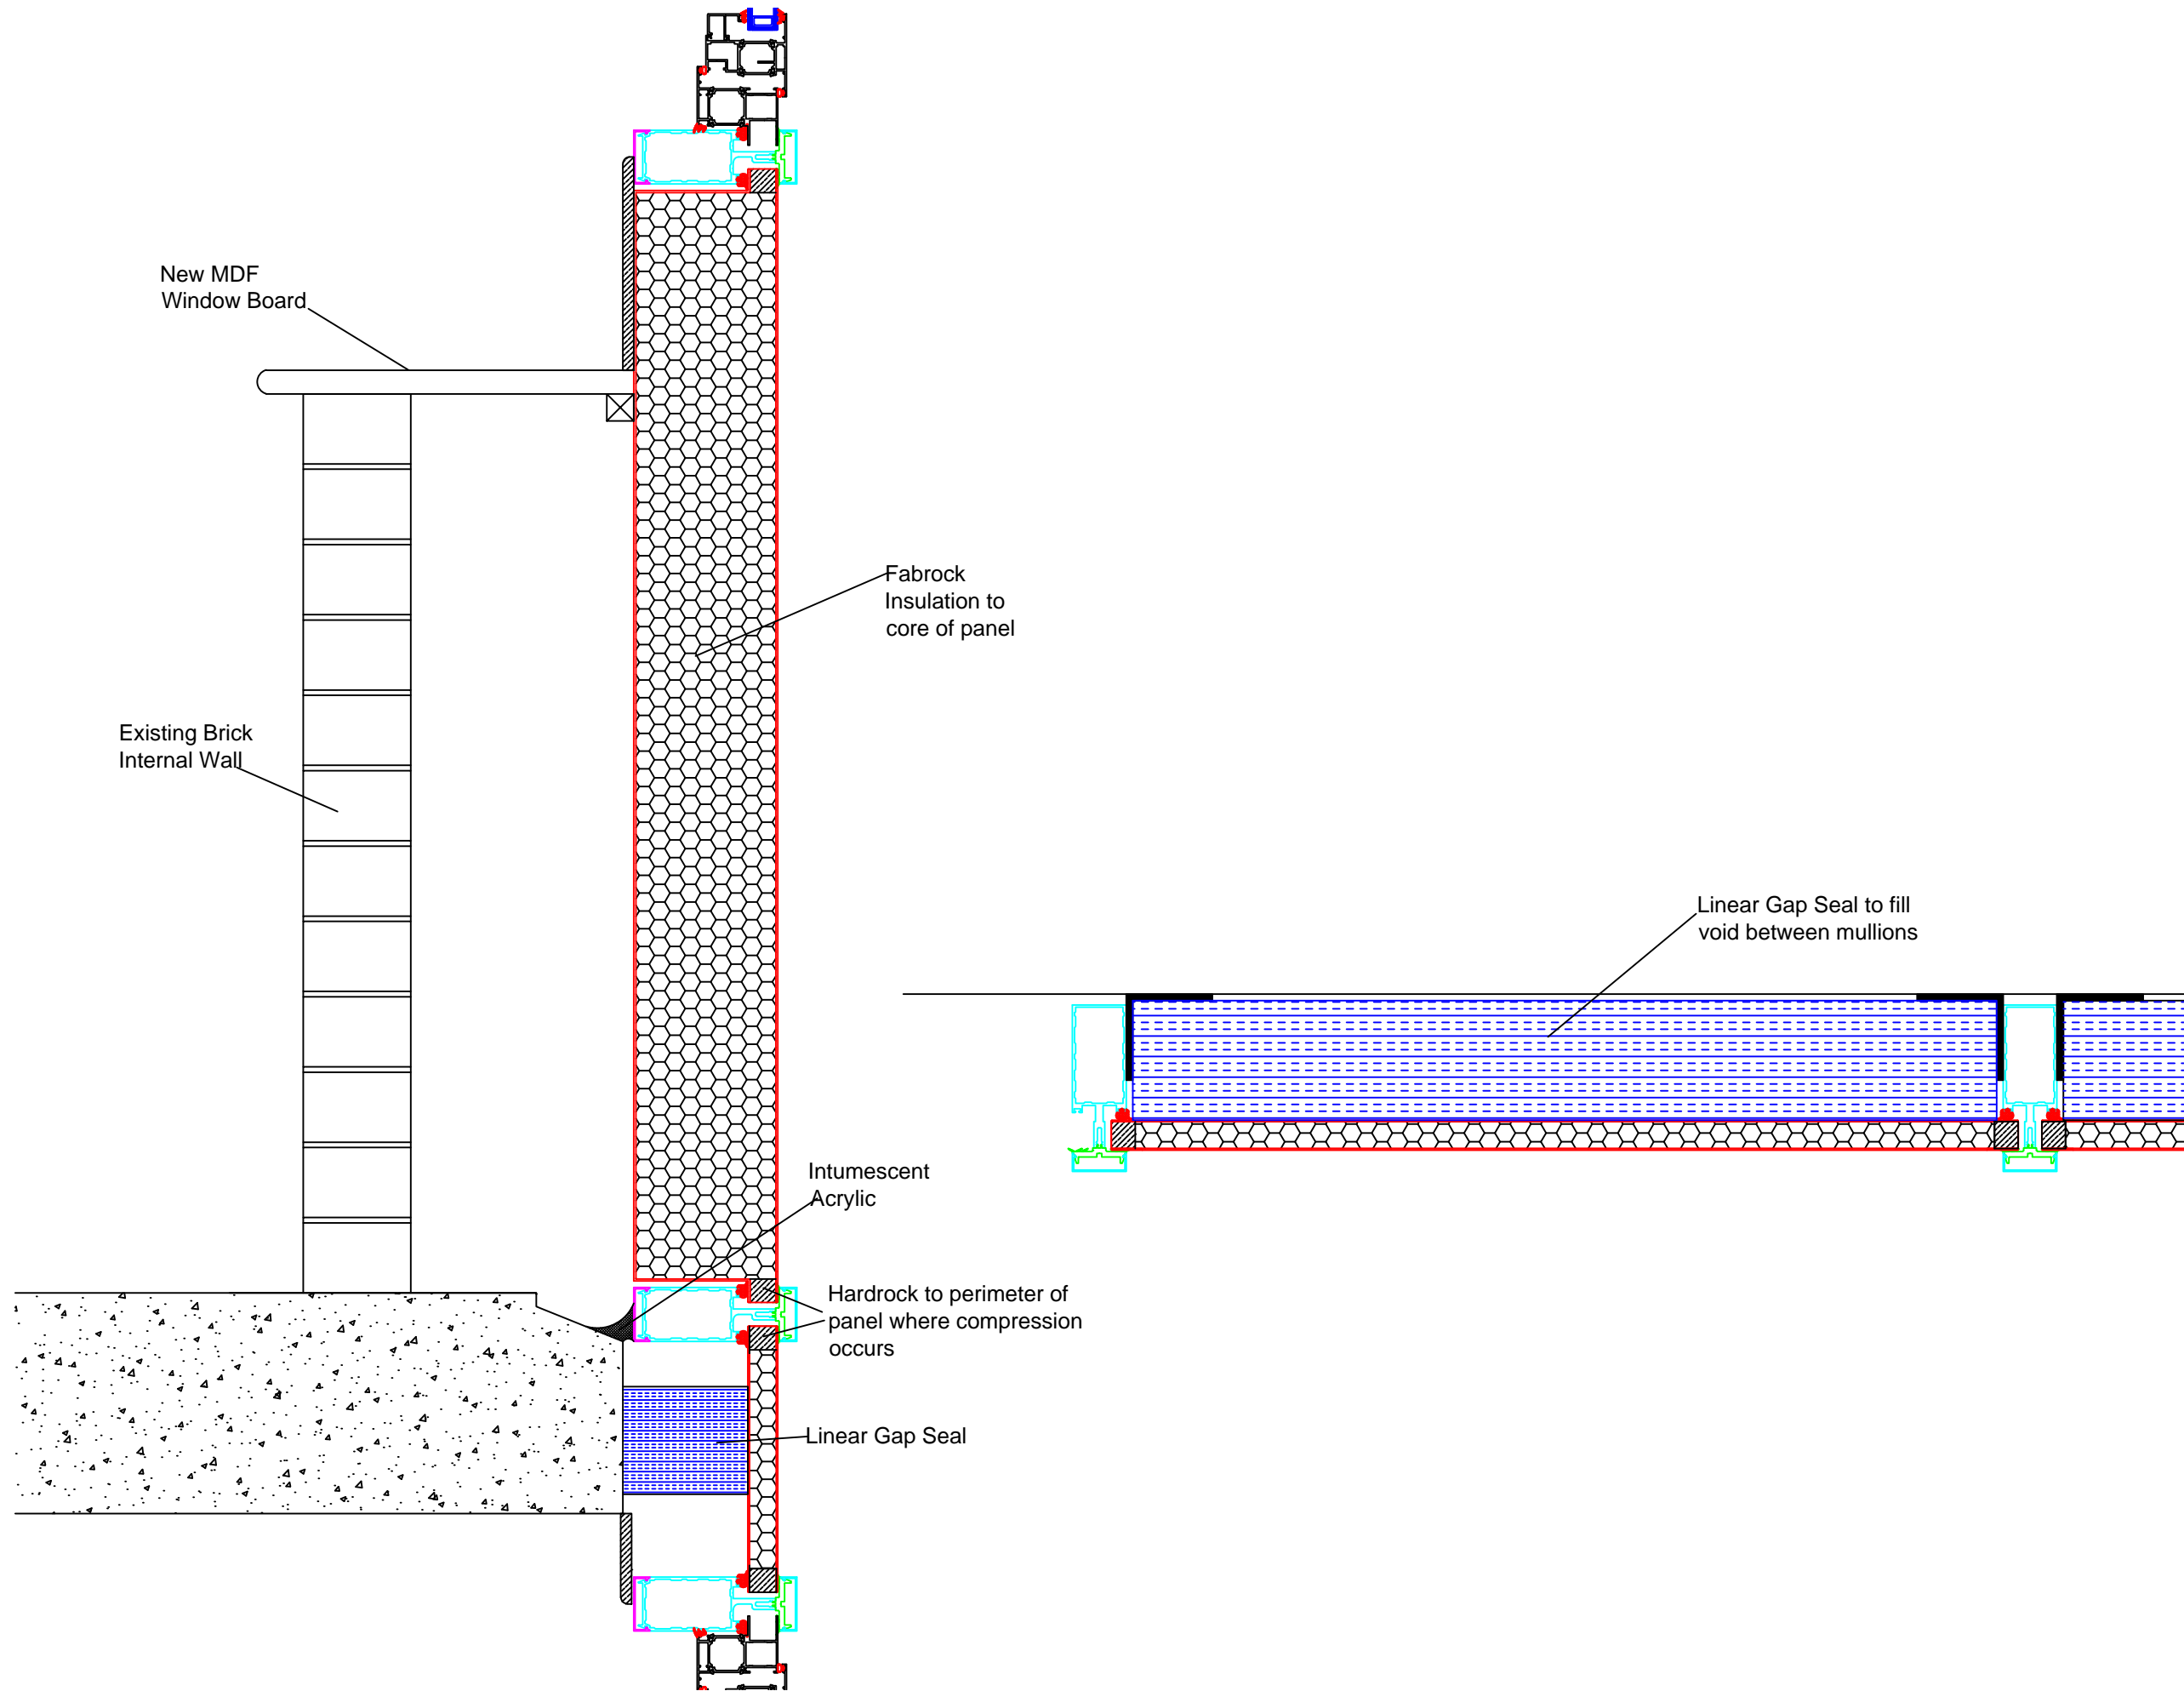 New MDF
Window Board
Fabrock
Insulation to
core of panel
Existing Brick
Internal Wall
Linear Gap Seal to fill
void between mullions
Intumescent
Acrylic
Hardrock to perimeter of
panel where compression
occurs
Linear Gap Seal